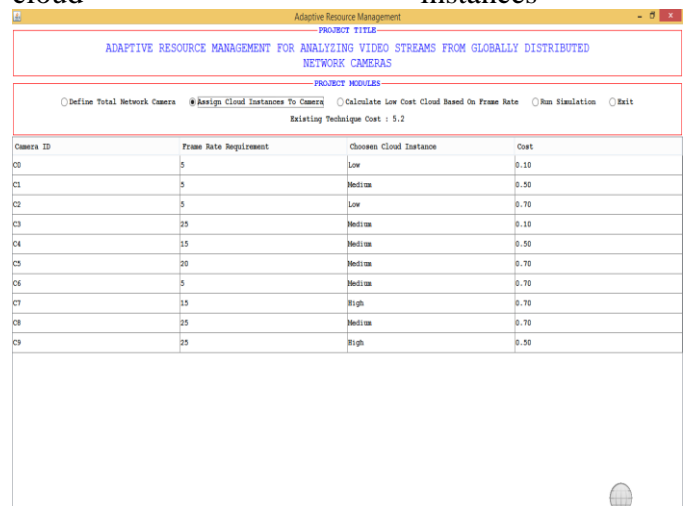 cloud instances
Adaptive Resource Management
PROJECT TITLE
ADAPTIVE RESOURCE MANAGEMENT FOR ANALYZING VIDEO STREAMS FROM GLOBALLY DISTRIBUTED
NETWORK CAMERAS
PROJECT MODULES
Define Total Network Camera Assign Cloud Instances To Camera Calculate Low Cost Cloud Based On Frame Rate Run Simulation Exit
Existing Technique Cost : 5.2
Camera ID Frame Rate Requirement Choosen Cloud Instance Cost
C0 5 Low 0.10
C1 5 Medium 0.50
C2 5 Low 0.70
C3 25 Medium 0.10
C4 15 Medium 0.50
C5 20 Medium 0.70
C6 5 Medium 0.70
C7 15 High 0.70
C8 25 Medium 0.70
C9 25 High 0.50